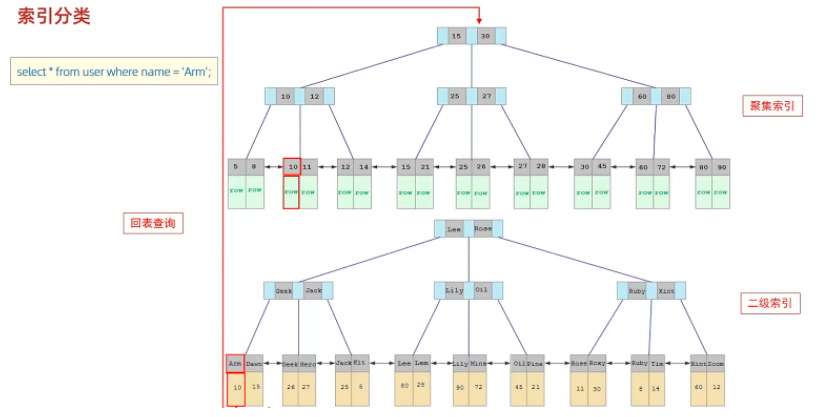 索引分类
select * from user where name = 'Arm';
15 30
10 12
25 27
60 80
聚集索引
5 8 10 11 12 14 15 21 25 26 27 28 30 45 60 72 80 90
row row row row row row row row row row row row row row row row row row
回表查询
Lee Rose
Geek Jack
Lily Oil
Ruby Xint
二级索引
Arm Dawn Geek Hero Jack Kit Lee Lem Lily Mins Oil Pina Rose Roxy Ruby Tim Xint Zoom
10 15 26 27 25 5 80 28 90 72 45 21 11 30 8 14 60 12